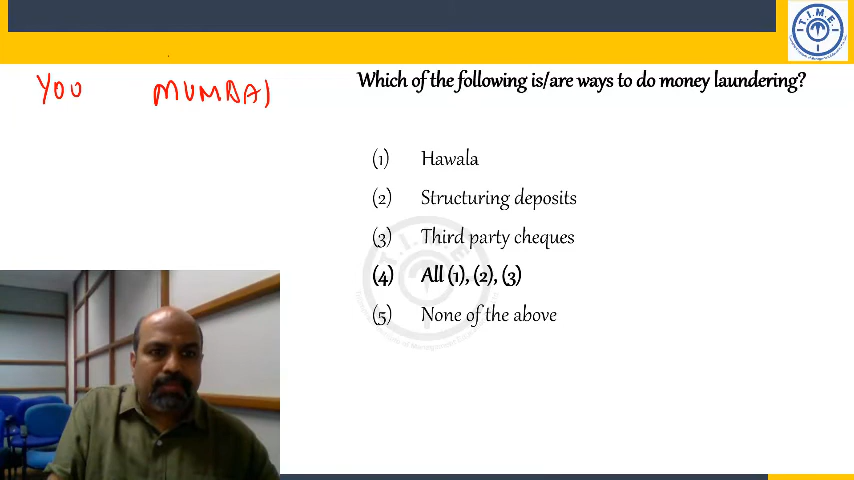 T.I.M.E.
YOU MUMBAI
Which of the following is/are ways to do money laundering?
(1) Hawala
(2) Structuring deposits
(3) Third party cheques
(4) All (1), (2), (3)
(5) None of the above